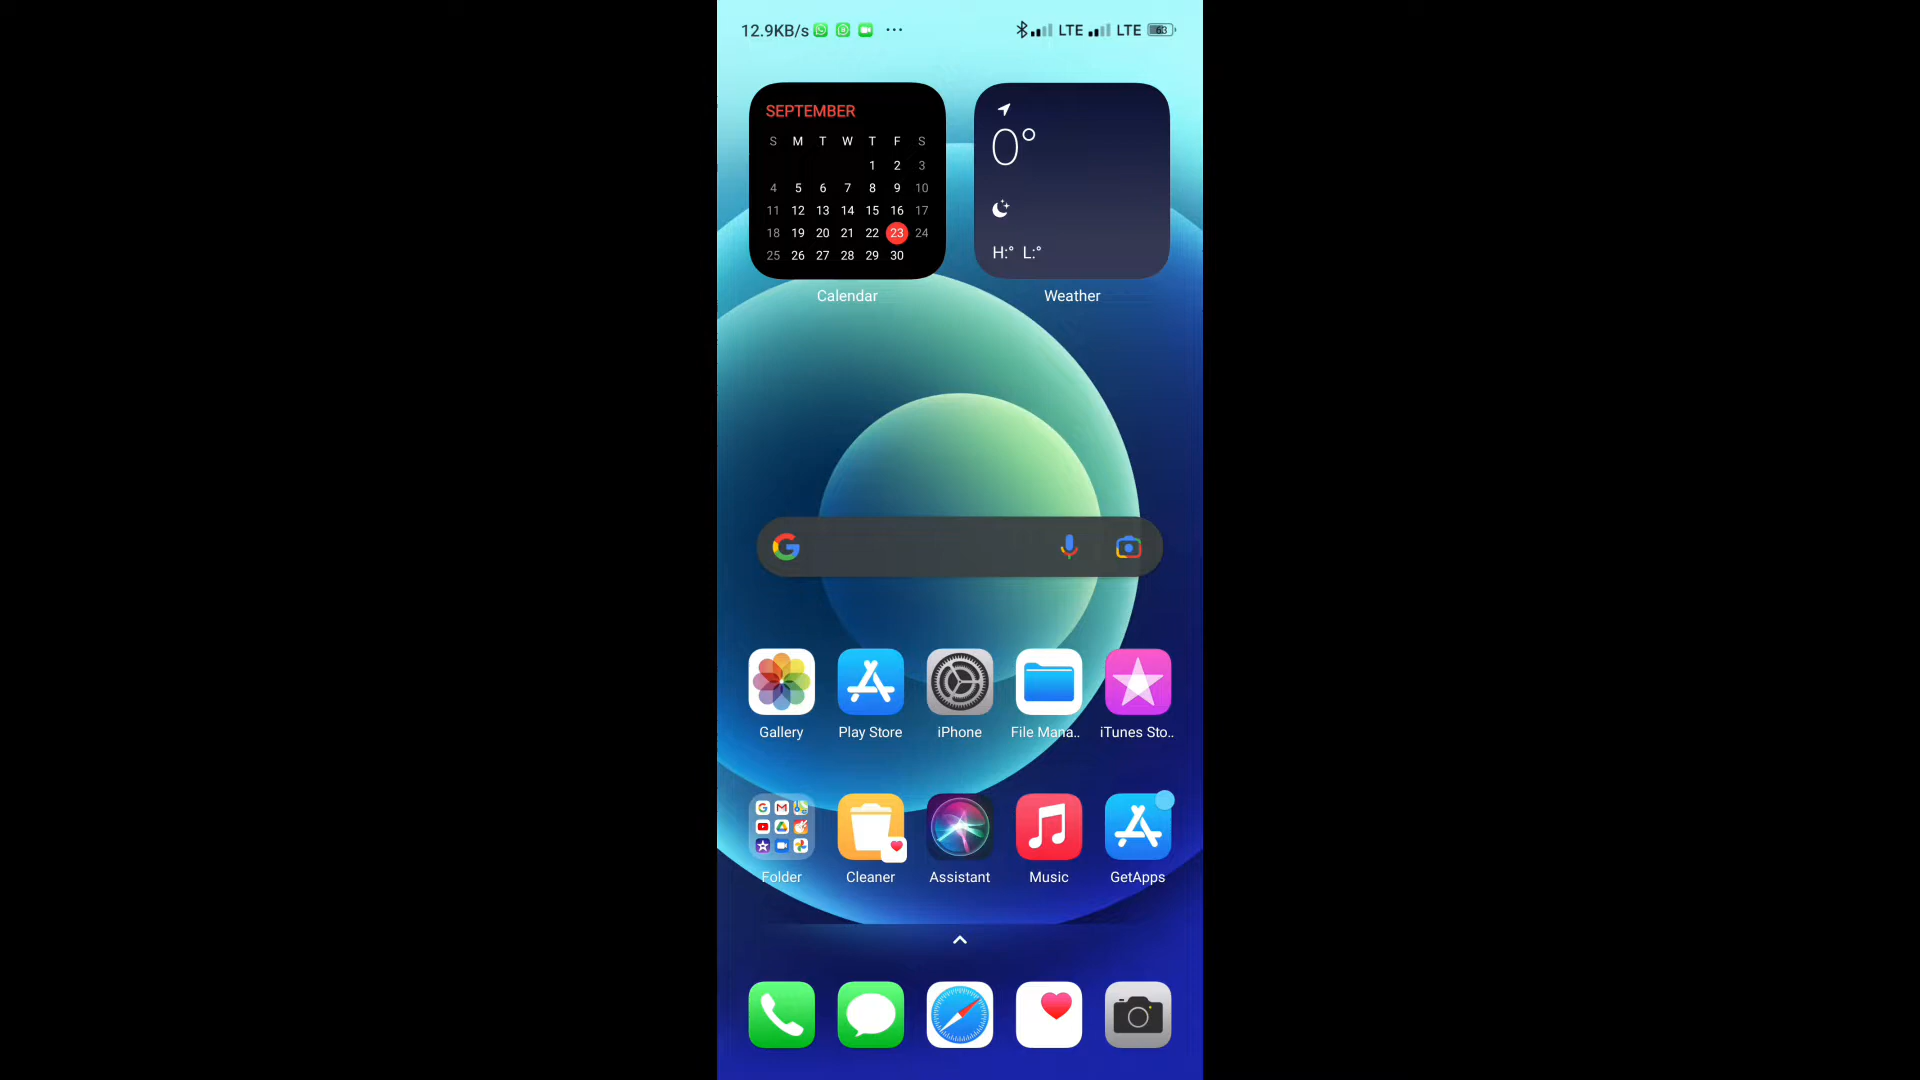 12.9KB/s ... LTE LTE 63
SEPTEMBER
S M T W T F S
1 2 3
4 5 6 7 8 9 10
11 12 13 14 15 16 17
18 19 20 21 22 23 24
25 26 27 28 29 30
Calendar
0°
H:° L:°
Weather
Gallery Play Store iPhone File Mana.. iTunes Sto..
Folder Cleaner Assistant Music GetApps